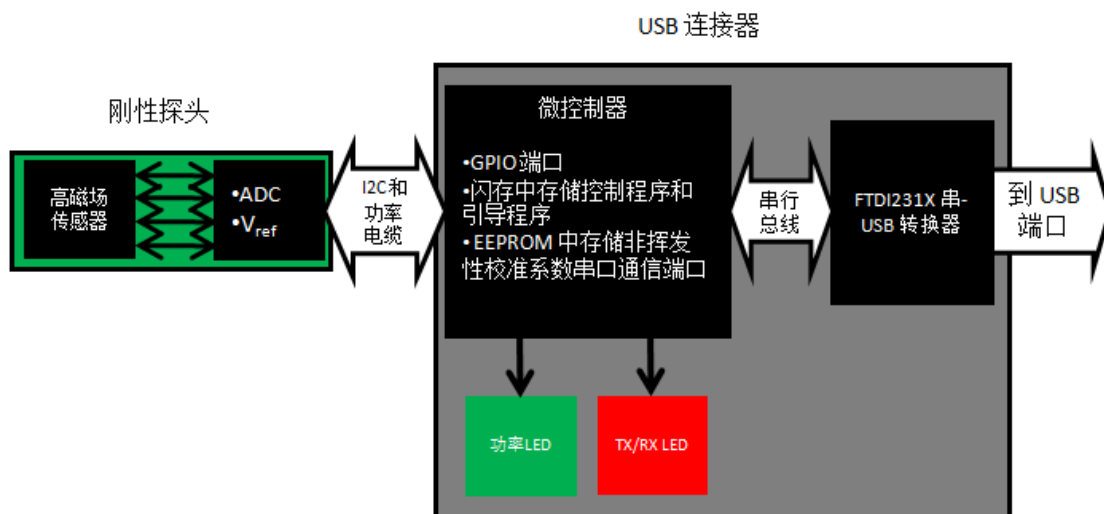 USB 连接器
刚性探头
高磁场
传感器
•ADC
•Vref
I2C和
功率
电缆
微控制器
•GPIO 端口
•闪存中存储控制程序和
引导程序
•EEPROM 中存储非挥发
性校准系数串口通信端口
串行
总线
FTDI231X 串-
USB 转换器
到 USB
端口
功率LED
TX/RX LED